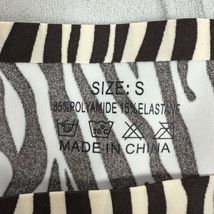 SIZE: S
85%POLYAMIDE 15%ELASTANE
MADE IN CHINA